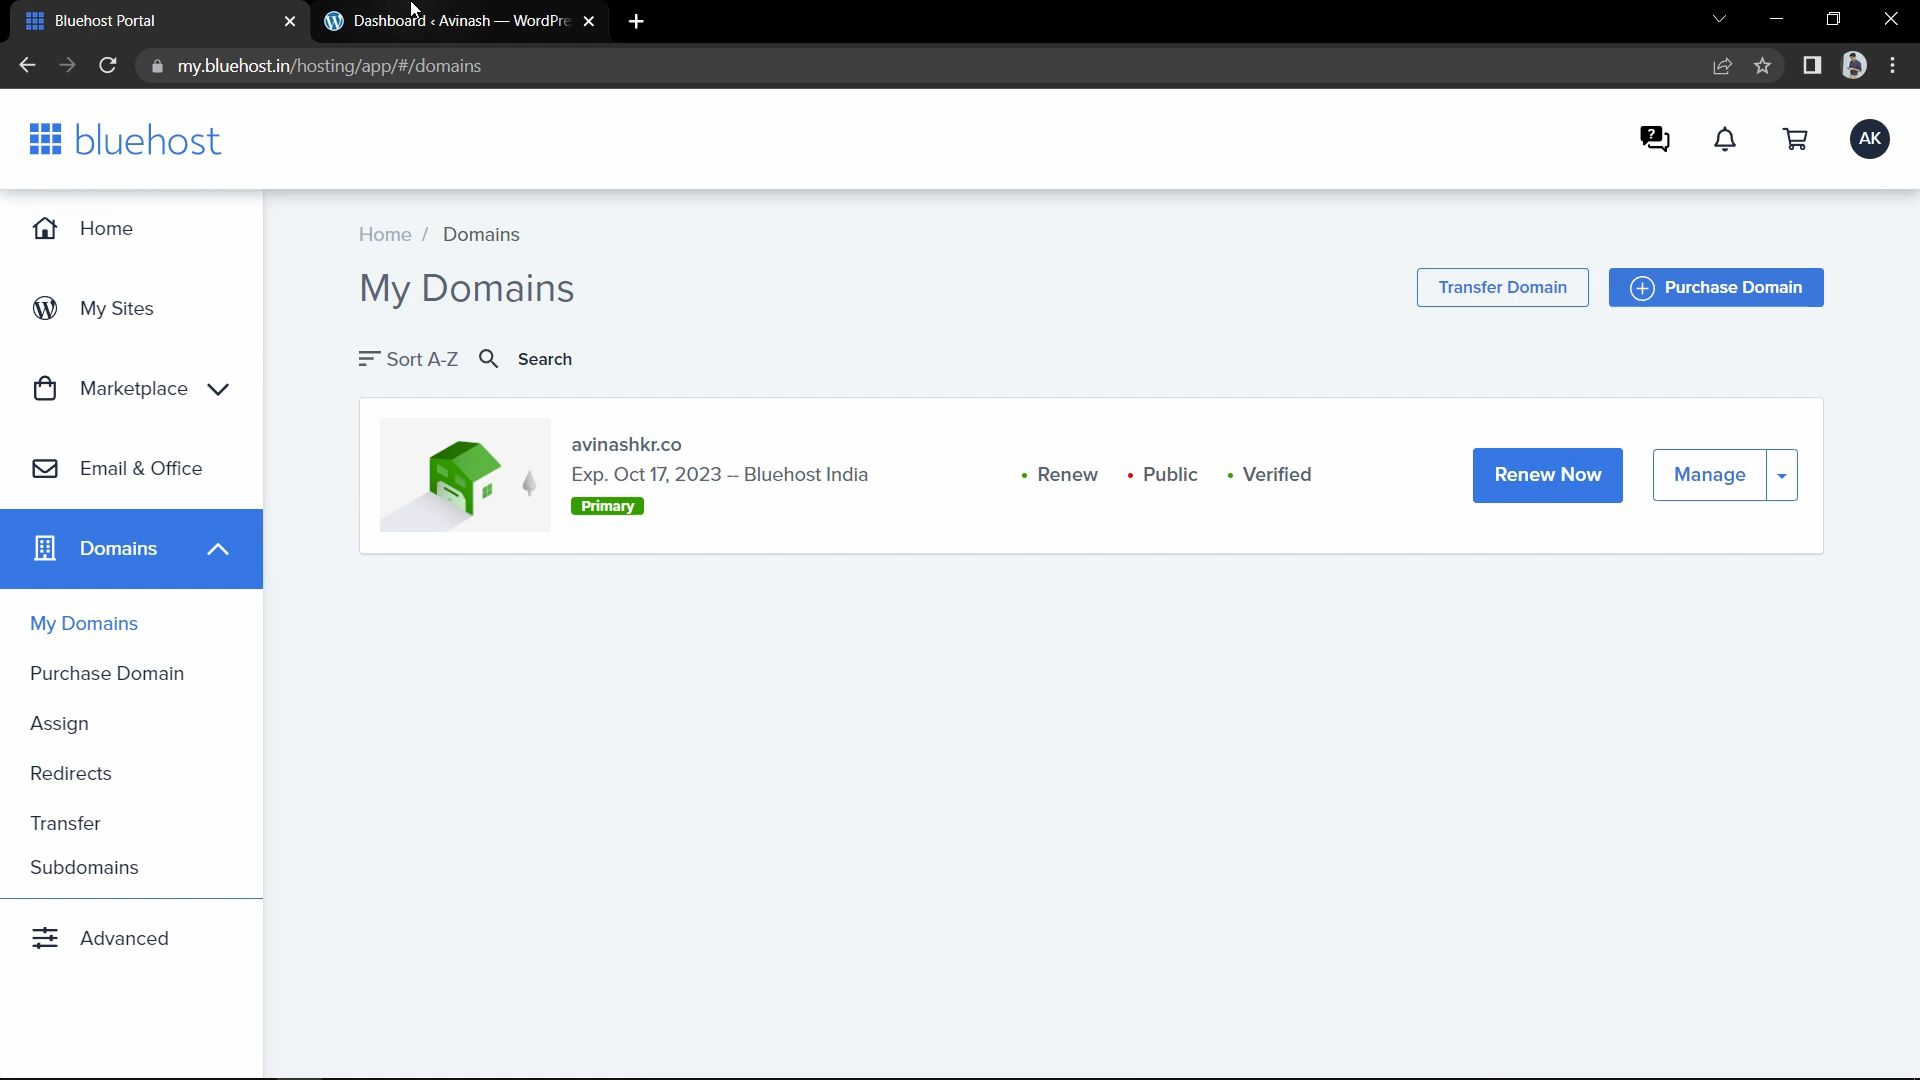 Bluehost Portal
Dashboard ‹ Avinash — WordPre
my.bluehost.in/hosting/app/#/domains
bluehost
?
AK
Home
My Sites
Marketplace
Email & Office
Domains
My Domains
Purchase Domain
Assign
Redirects
Transfer
Subdomains
Advanced
Home / Domains
My Domains
Transfer Domain
Purchase Domain
Sort A-Z Search
avinashkr.co
Exp. Oct 17, 2023 -- Bluehost India
Primary
• Renew • Public • Verified
Renew Now
Manage